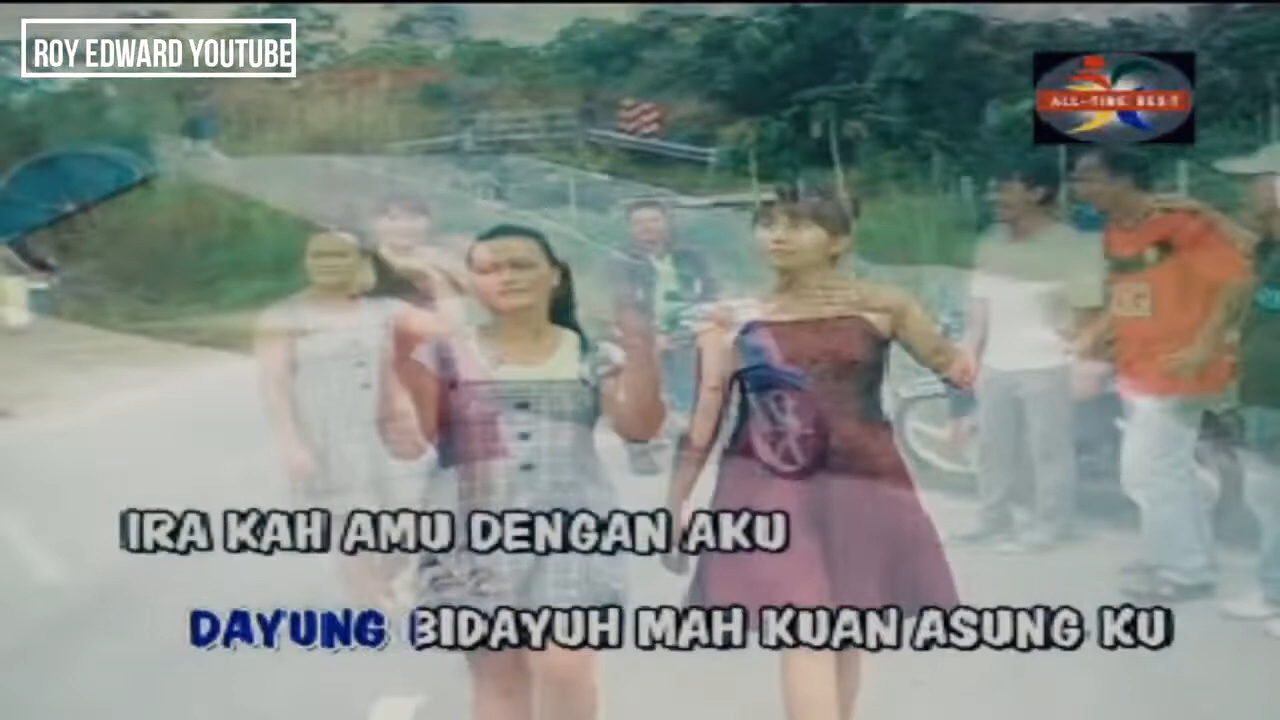 ROY EDWARD YOUTUBE
ALL-TIME BEST
IRA KAH AMU DENGAN AKU
DAYUNG BIDAYUH MAH KUAN ASUNG KU